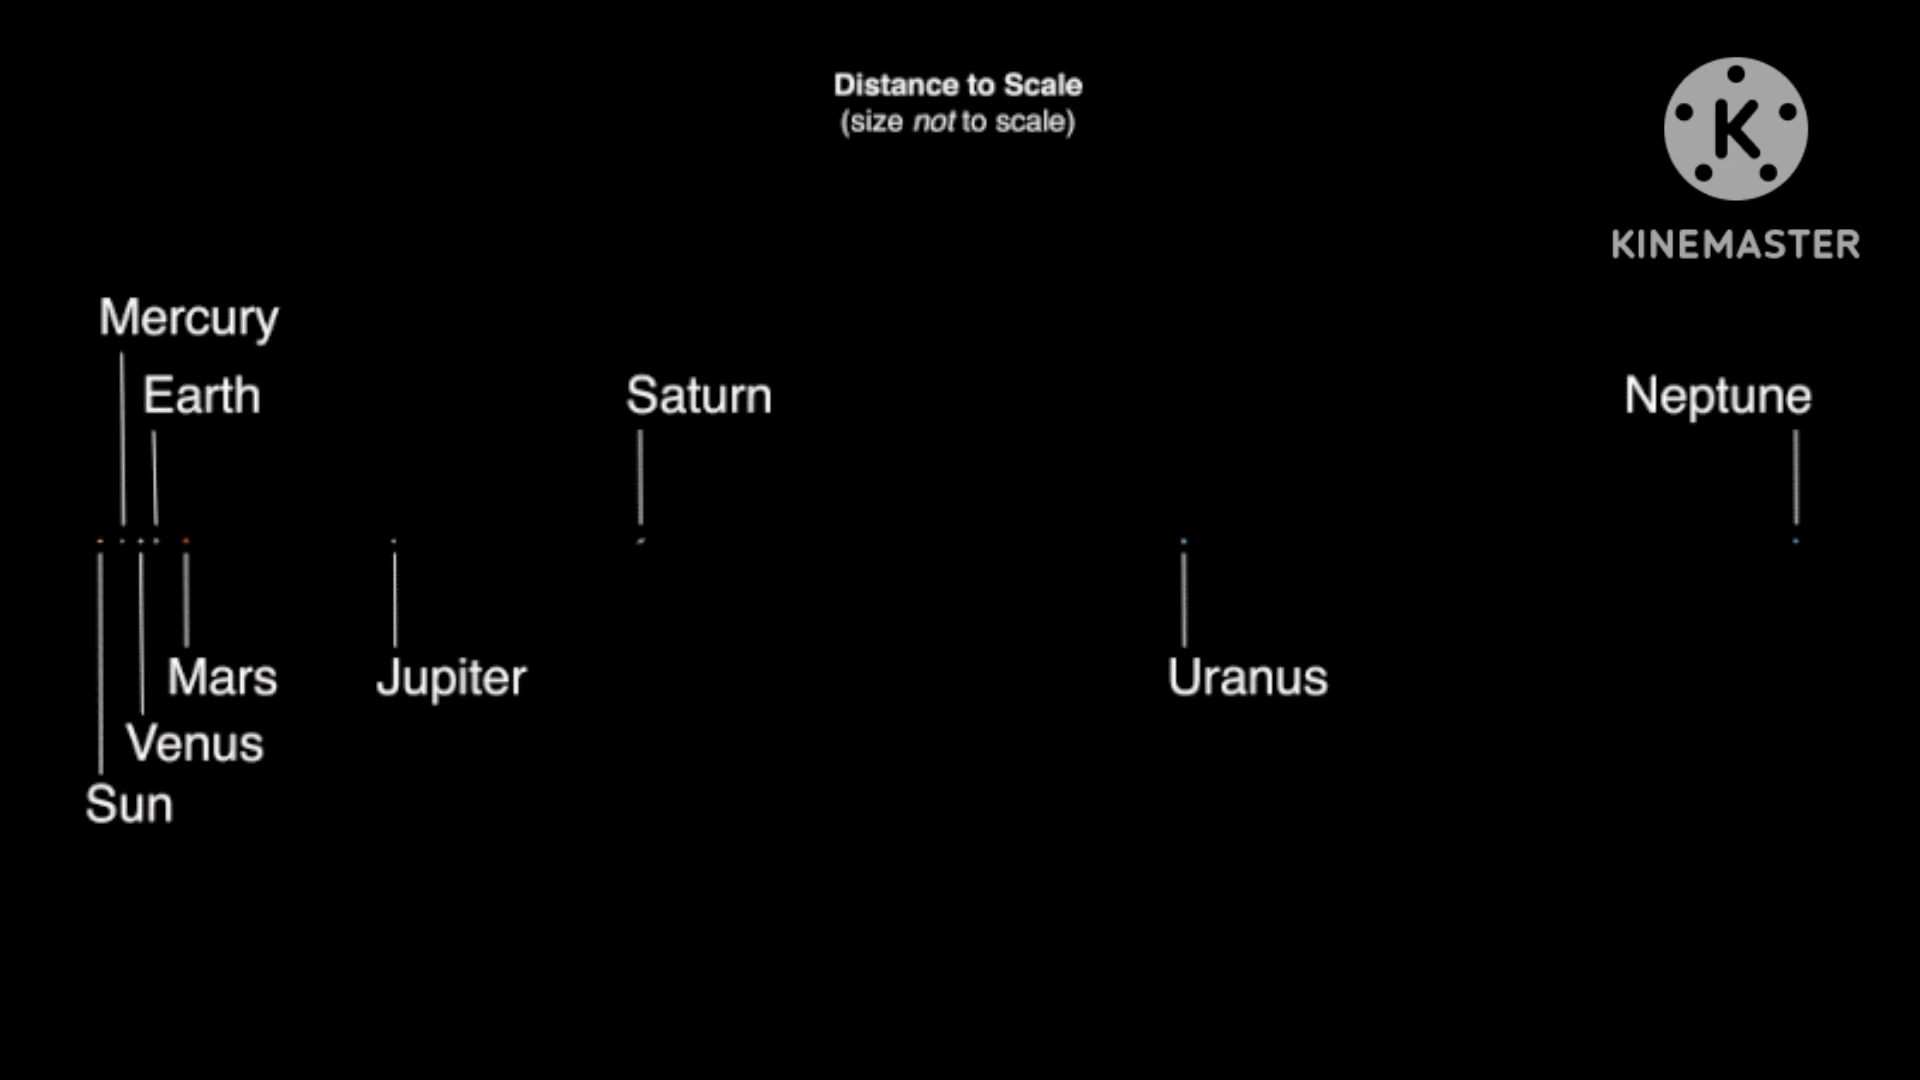 Distance to Scale
(size not to scale)
K
KINEMASTER
Mercury
Earth
Saturn
Neptune
Mars
Jupiter
Uranus
Venus
Sun